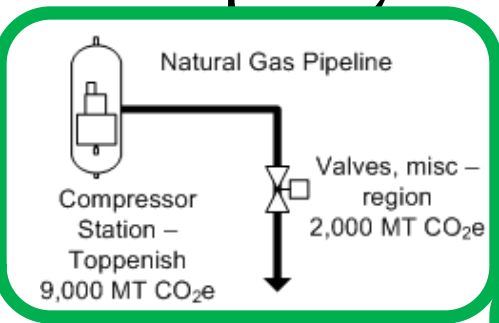 Natural Gas Pipeline
Compressor
Station –
Toppenish
9,000 MT CO₂e
Valves, misc –
region
2,000 MT CO₂e